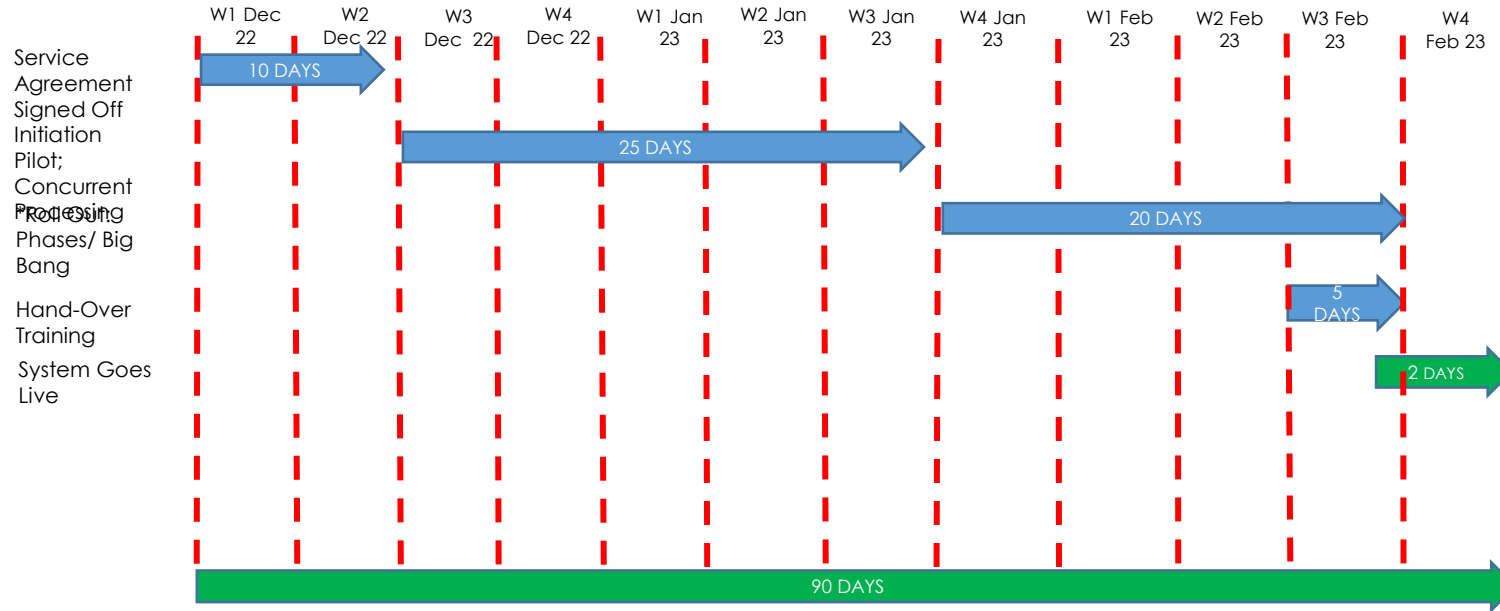 W1 Dec
22
W2
Dec 22
W3
Dec 22
W4
Dec 22
W1 Jan
23
W2 Jan
23
W3 Jan
23
W4 Jan
23
W1 Feb
23
W2 Feb
23
W3 Feb
23
W4
Feb 23
Service
Agreement
Signed Off
10 DAYS
Initiation
Pilot;
Concurrent
Processing
25 DAYS
*Roll Out:
Phases/ Big
Bang
20 DAYS
Hand-Over
Training
5
DAYS
System Goes
Live
2 DAYS
90 DAYS